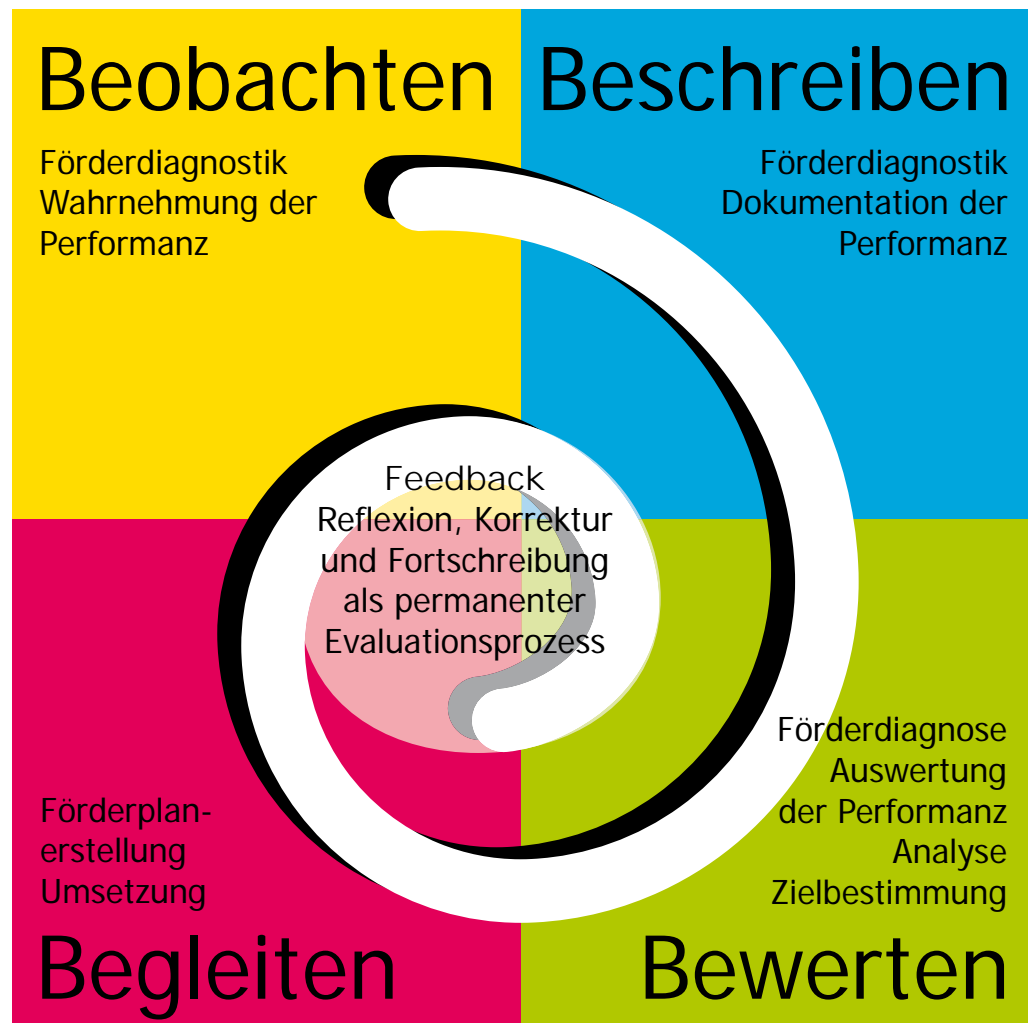 Beobachten
Förderdiagnostik
Wahrnehmung der
Performanz
Beschreiben
Förderdiagnostik
Dokumentation der
Performanz
Feedback
Reflexion, Korrektur
und Fortschreibung
als permanenter
Evaluationsprozess
Förderplan-
erstellung
Umsetzung
Begleiten
Förderdiagnose
Auswertung
der Performanz
Analyse
Zielbestimmung
Bewerten